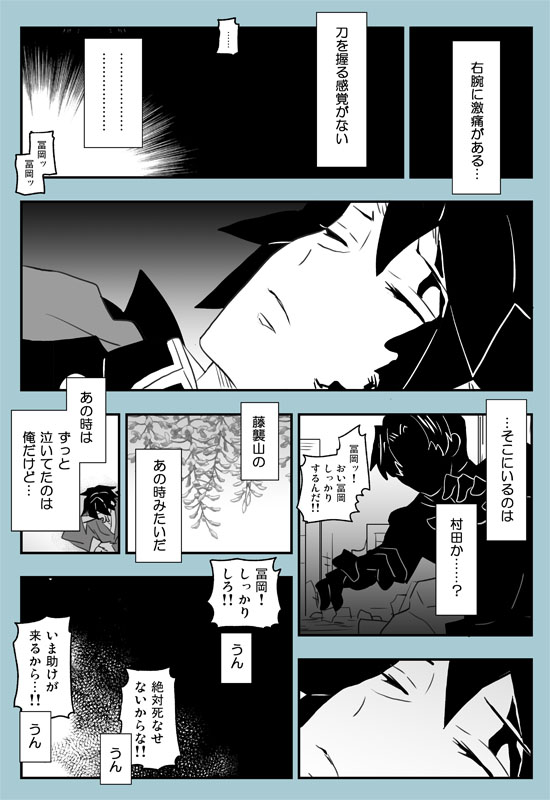 右腕に激痛がある…
刀を握る感覚がない
…
………………
冨岡ッ
冨岡ッ
…そこにいるのは
村田か……？
冨岡ッ！
おい冨岡
しっかり
するんだ!!
藤襲山の
あの時みたいだ
あの時は
ずっと
泣いてたのは
俺だけど…
冨岡！
しっかり
しろ!!
うん
絶対死なせ
ないからな!!
うん
いま助けが
来るから…!!
うん